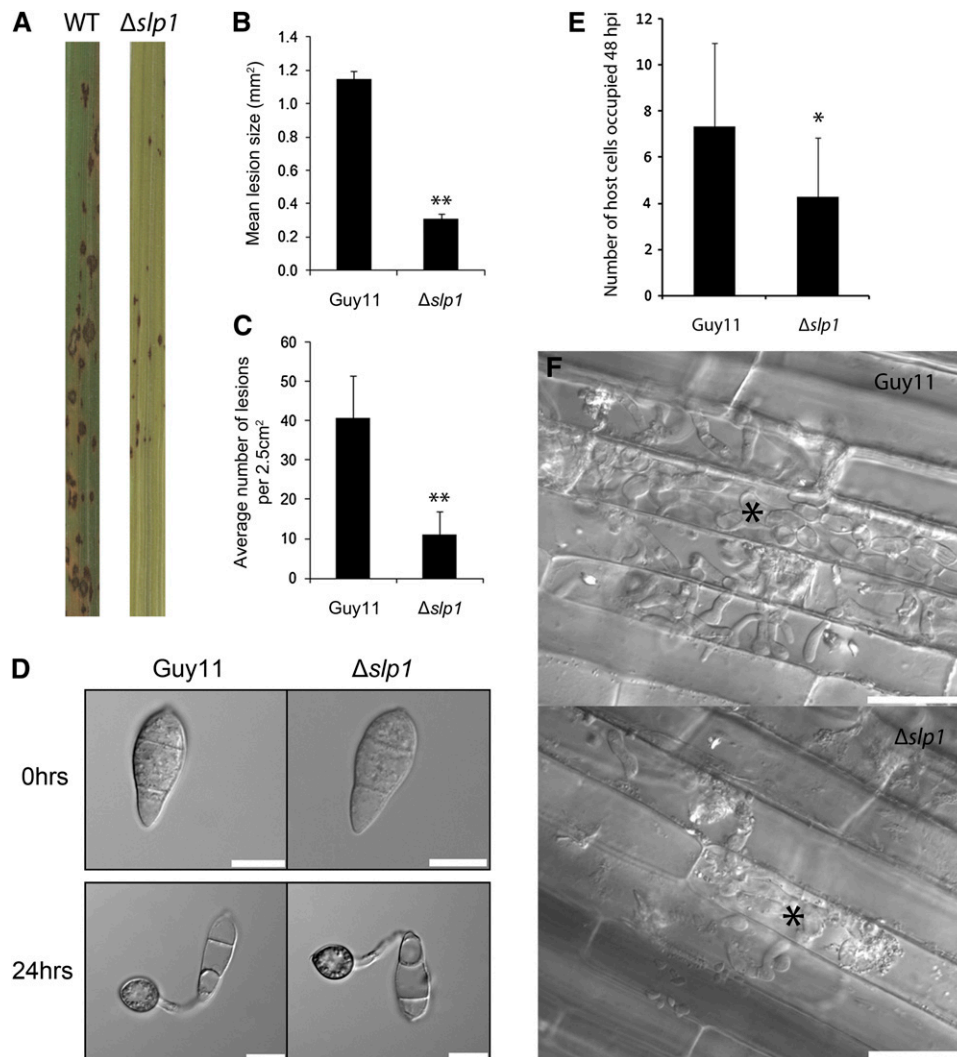 A
WT
Δslp1
B
Mean lesion size (mm²)
1.4
1.2
1.0
0.8
0.6
0.4
0.2
0.0
**
Guy11
Δslp1
C
Average number of lesions
per 2.5cm²
60
50
40
30
20
10
0
**
Guy11
Δslp1
D
Guy11
Δslp1
0hrs
24hrs
E
Number of host cells occupied 48 hpi
12
10
8
6
4
2
0
*
Guy11
Δslp1
F
Guy11
*
Δslp1
*